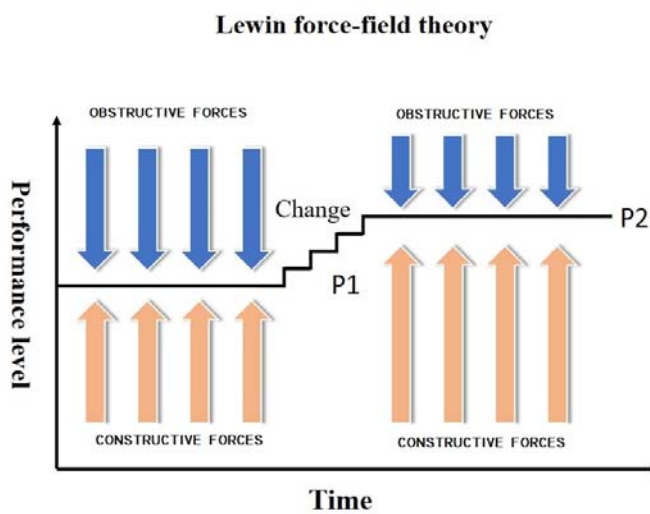 Lewin force-field theory
OBSTRUCTIVE FORCES
OBSTRUCTIVE FORCES
Performance level
Change
P1
P2
CONSTRUCTIVE FORCES
CONSTRUCTIVE FORCES
Time